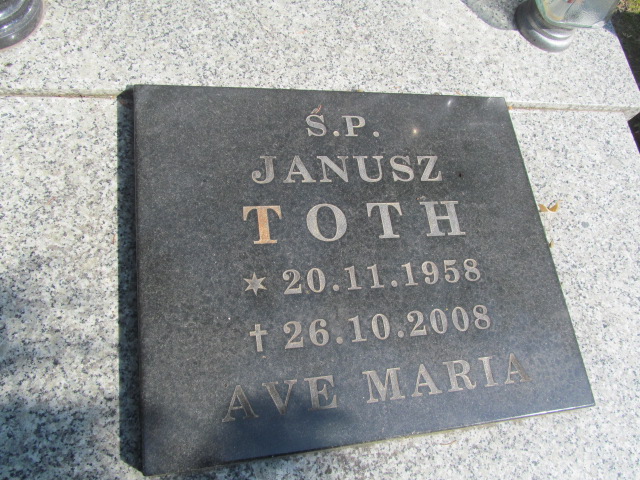 Ś.P.
JANUSZ
TOTH
* 20.11.1958
† 26.10.2008
AVE MARIA